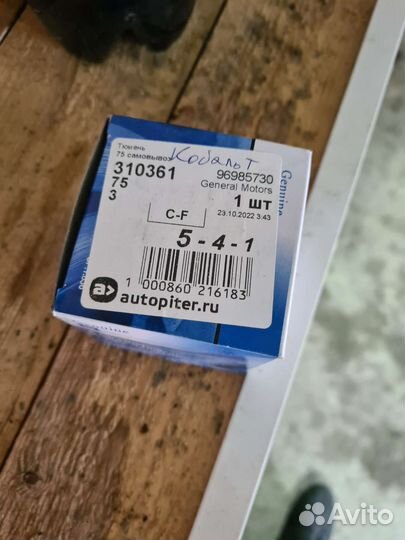 Тюмень
75 самовывоз
Кобальт
310361
96985730
General Motors
75
3
1 шт
C-F
23.10.2022 3:43
5 - 4 - 1
1 000860 216183
a>
autopiter.ru
Genuine
Avito